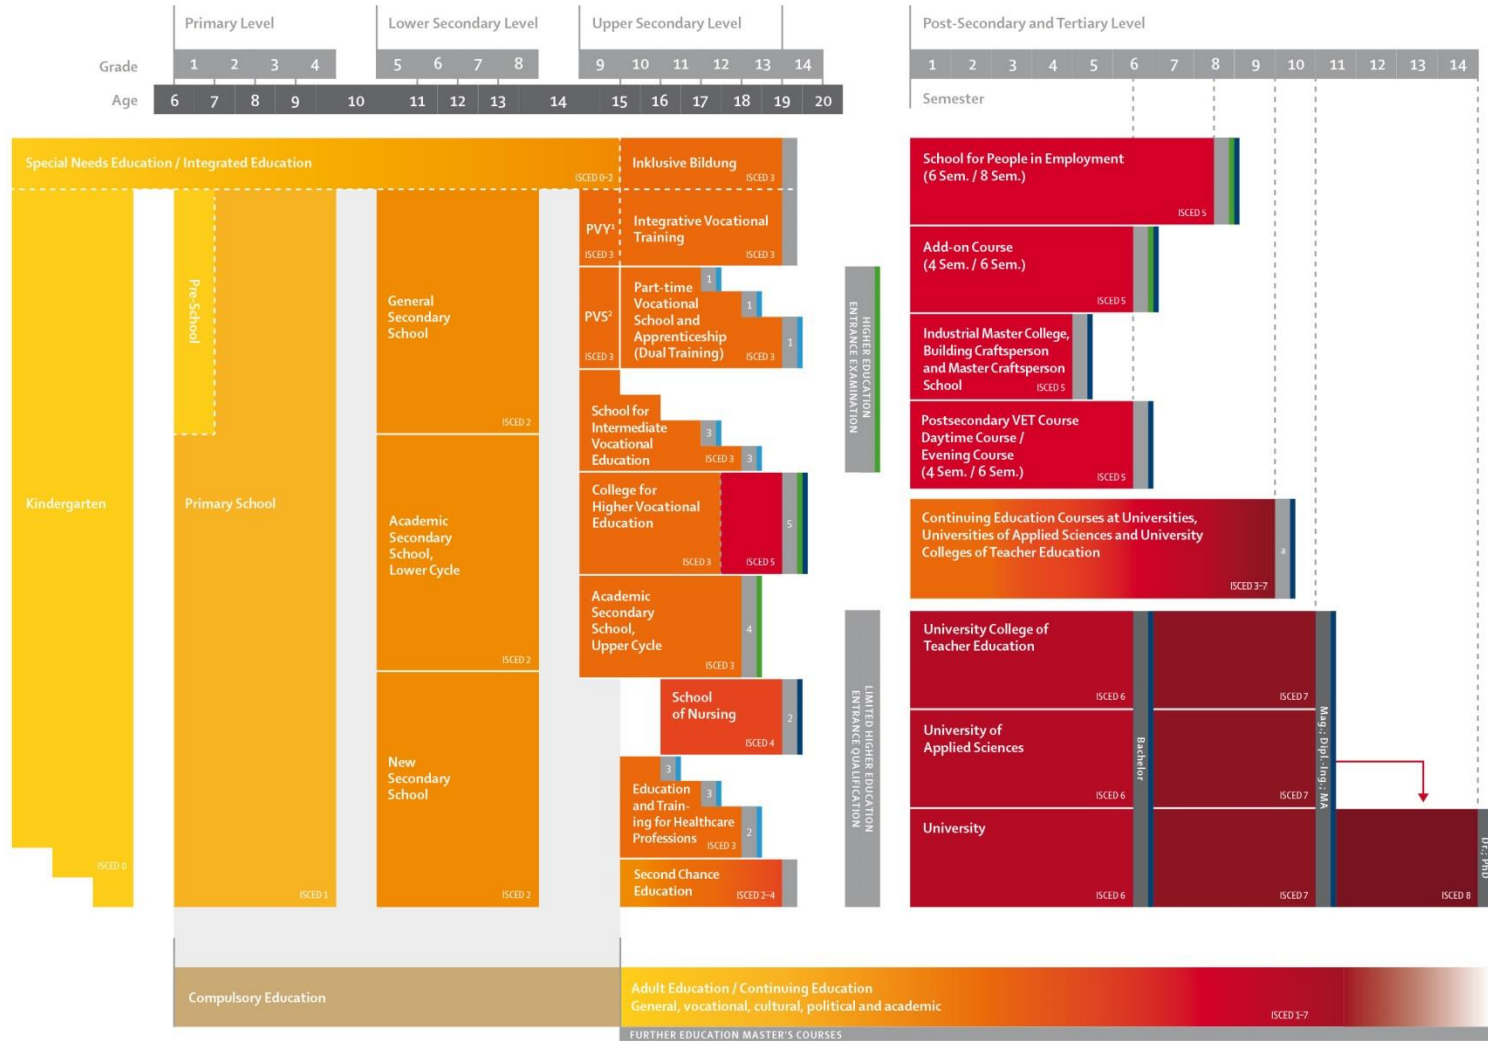 Primary Level
Lower Secondary Level
Upper Secondary Level
Post-Secondary and Tertiary Level
Grade
1 2 3 4 5 6 7 8 9 10 11 12 13 14
1 2 3 4 5 6 7 8 9 10 11 12 13 14
Age
6 7 8 9 10 11 12 13 14 15 16 17 18 19 20
Semester
Special Needs Education / Integrated Education
ISCED 0–2
Inklusive Bildung
ISCED 3
Kindergarten
ISCED 0
Pre-School
Primary School
ISCED 1
General
Secondary
School
ISCED 2
Academic
Secondary
School,
Lower Cycle
ISCED 2
New
Secondary
School
ISCED 2
PVY¹
ISCED 3
Integrative Vocational
Training
ISCED 3
PVS²
ISCED 3
Part-time
Vocational
School and
Apprenticeship
(Dual Training)
ISCED 3
1
1
1
School for
Intermediate
Vocational
Education
ISCED 3
3
3
College for
Higher Vocational
Education
ISCED 3
ISCED 5
5
Academic
Secondary
School,
Upper Cycle
ISCED 3
4
School
of Nursing
ISCED 4
2
Education
and Train-
ing for Healthcare
Professions
ISCED 3
3
3
2
Second Chance
Education
ISCED 2–4
HIGHER EDUCATION
ENTRANCE EXAMINATION
LIMITED HIGHER EDUCATION
ENTRANCE QUALIFICATION
School for People in Employment
(6 Sem. / 8 Sem.)
ISCED 5
Add-on Course
(4 Sem. / 6 Sem.)
ISCED 5
Industrial Master College,
Building Craftsperson
and Master Craftsperson
School
ISCED 5
Postsecondary VET Course
Daytime Course /
Evening Course
(4 Sem. / 6 Sem.)
ISCED 5
Continuing Education Courses at Universities,
Universities of Applied Sciences and University
Colleges of Teacher Education
ISCED 3–7
a
University College of
Teacher Education
ISCED 6
ISCED 7
University of
Applied Sciences
ISCED 6
ISCED 7
University
ISCED 6
ISCED 7
ISCED 8
Bachelor
Mag.; Dipl.-Ing.; MA
Dr.; PhD
Compulsory Education
Adult Education / Continuing Education
General, vocational, cultural, political and academic
ISCED 1–7
FURTHER EDUCATION MASTER'S COURSES